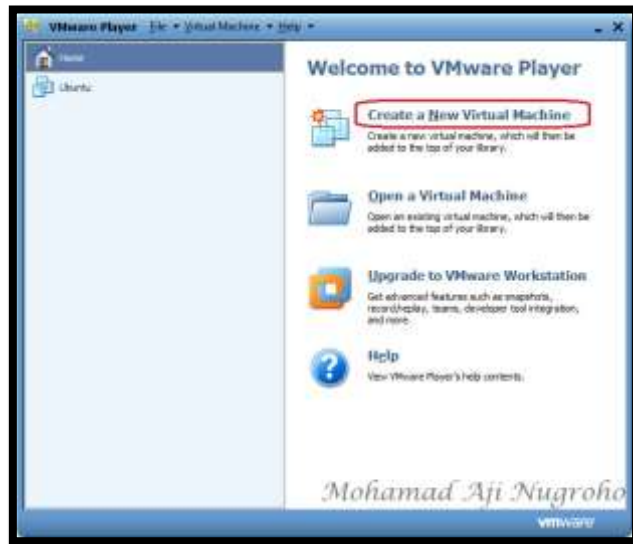 VMware Player File Virtual Machine Help
Home
Ubuntu
Welcome to VMware Player
Create a New Virtual Machine
Create a new virtual machine, which will then be
added to the top of your library.
Open a Virtual Machine
Open an existing virtual machine, which will then be
added to the top of your library.
Upgrade to VMware Workstation
Get advanced features such as snapshots,
record/replay, teams, developer tool integration,
and more.
Help
View VMware Player's help contents.
Mohamad Aji Nugroho
vmware